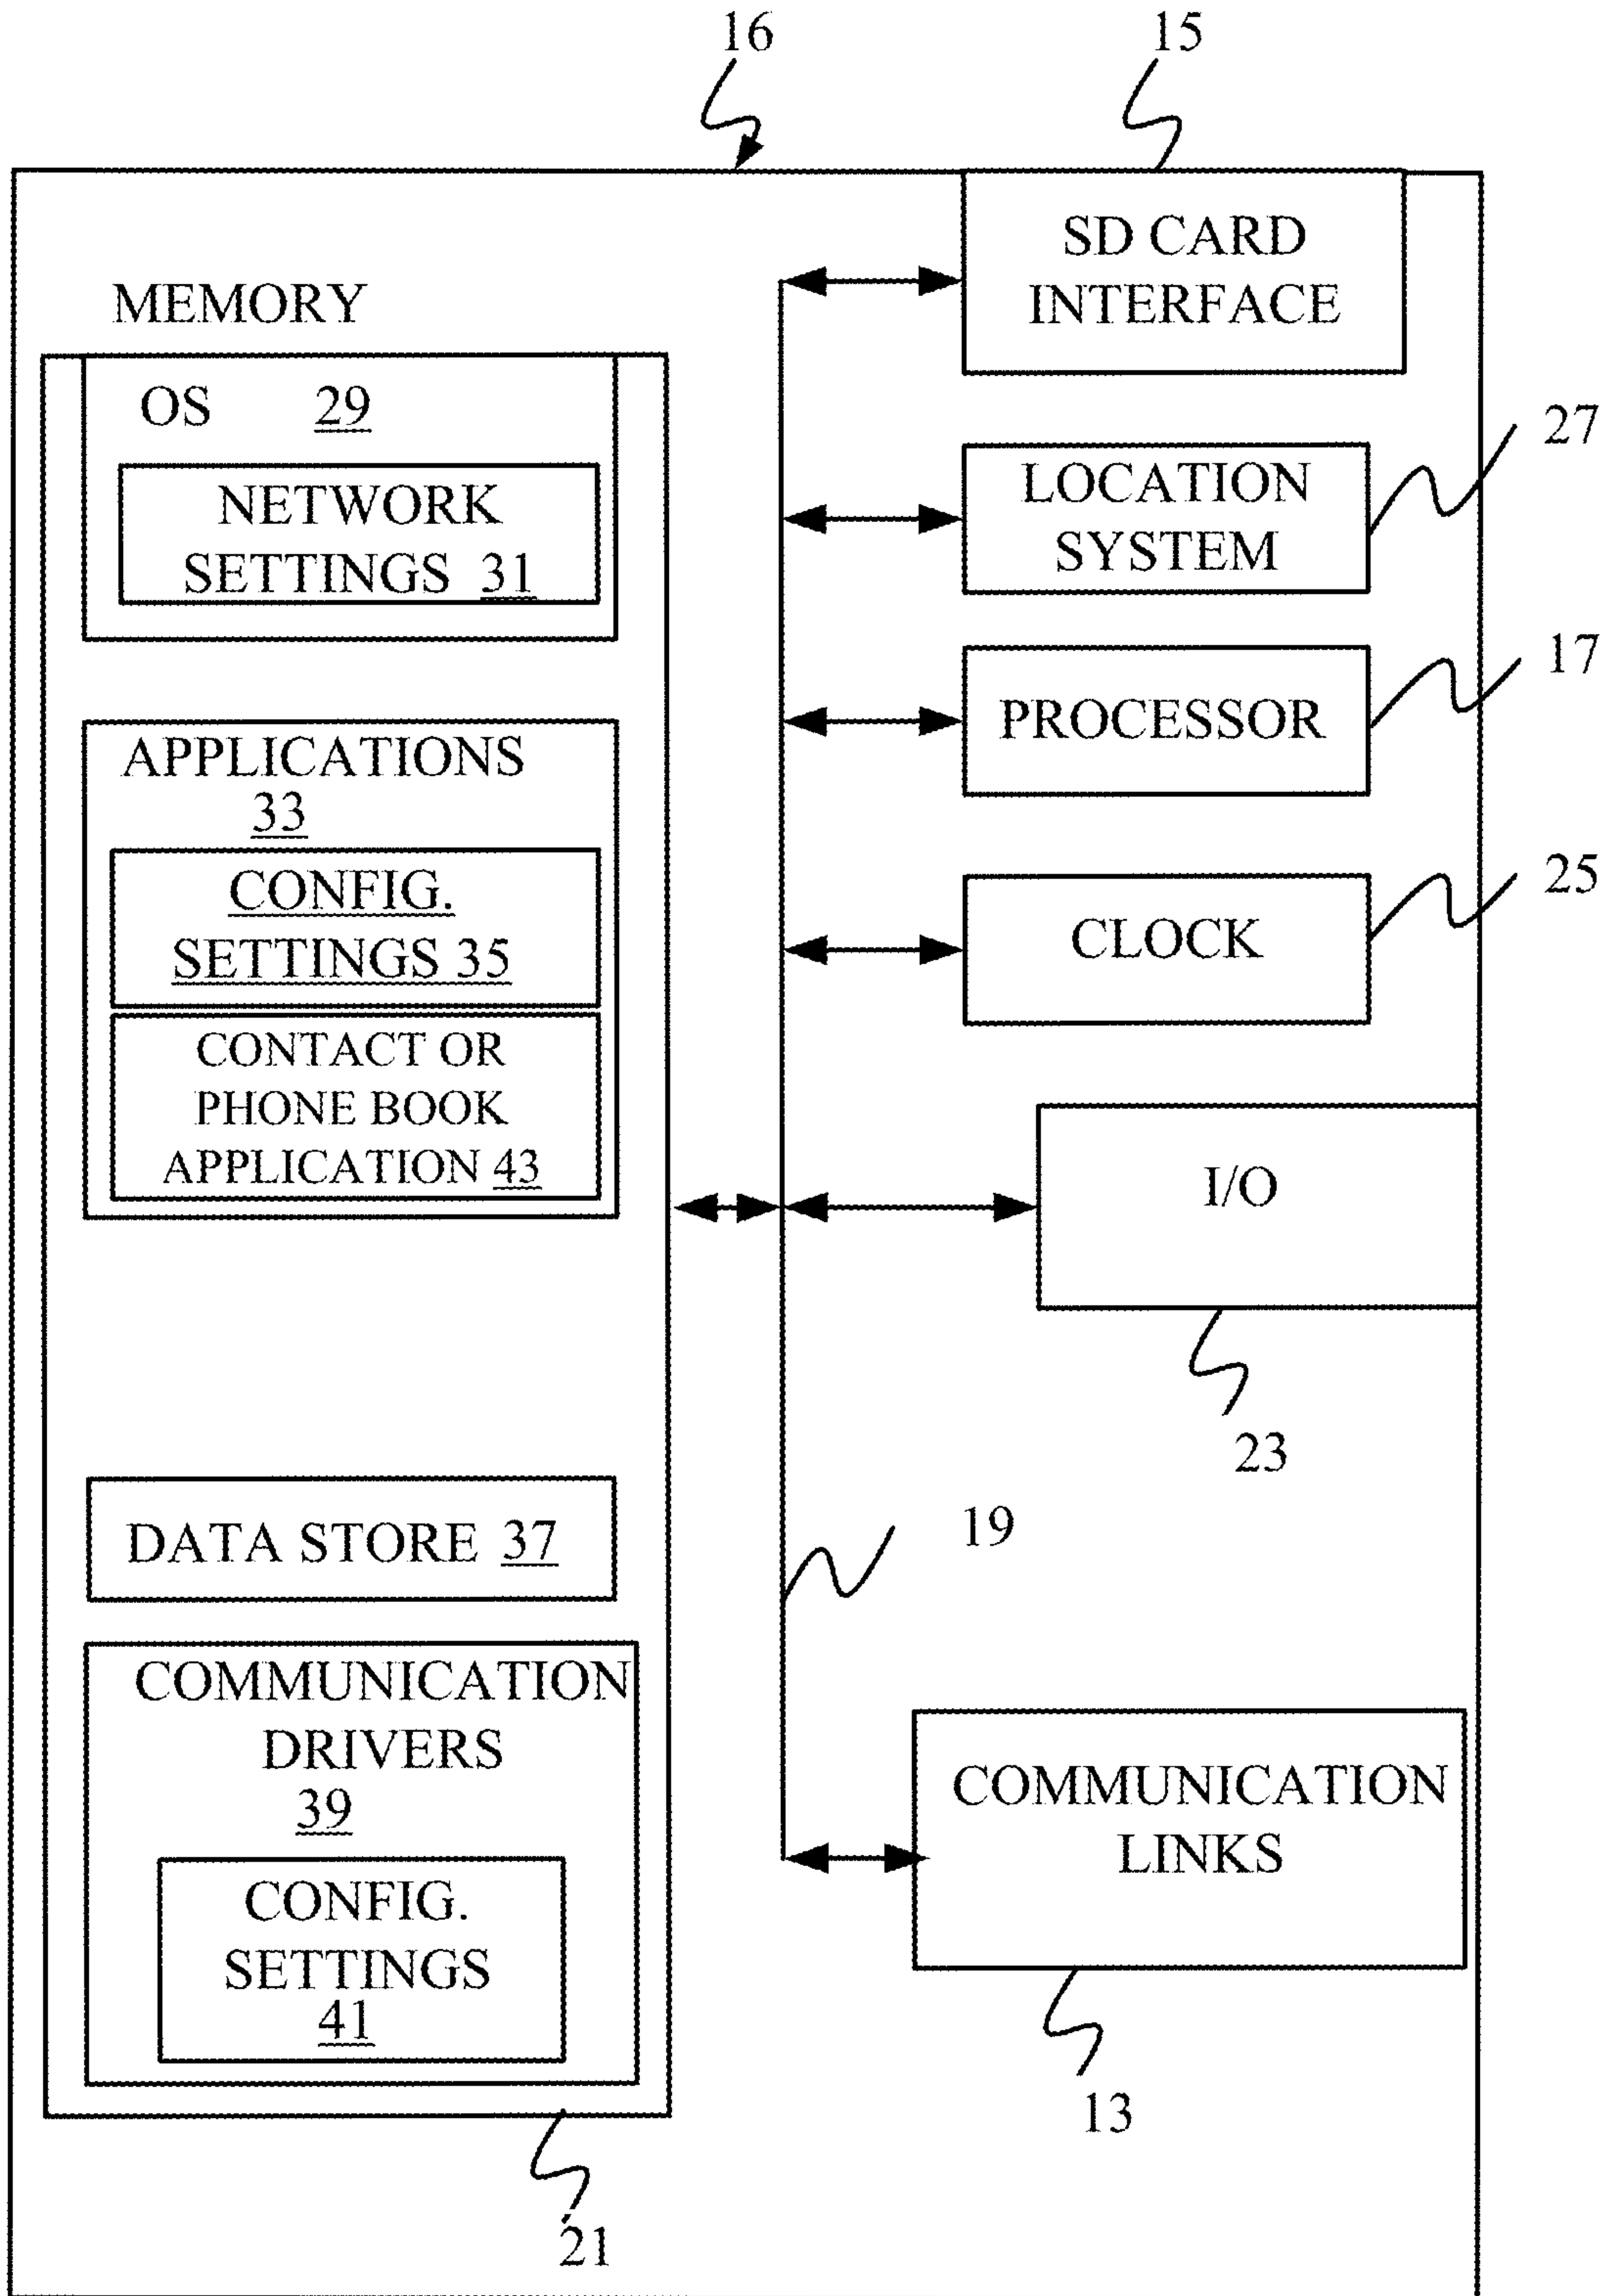 16
15
SD CARD
INTERFACE
MEMORY
OS 29
NETWORK
SETTINGS 31
27
LOCATION
SYSTEM
17
PROCESSOR
APPLICATIONS
33
CONFIG.
SETTINGS 35
25
CLOCK
CONTACT OR
PHONE BOOK
APPLICATION 43
I/O
23
19
DATA STORE 37
COMMUNICATION
DRIVERS
39
CONFIG.
SETTINGS
41
COMMUNICATION
LINKS
13
21